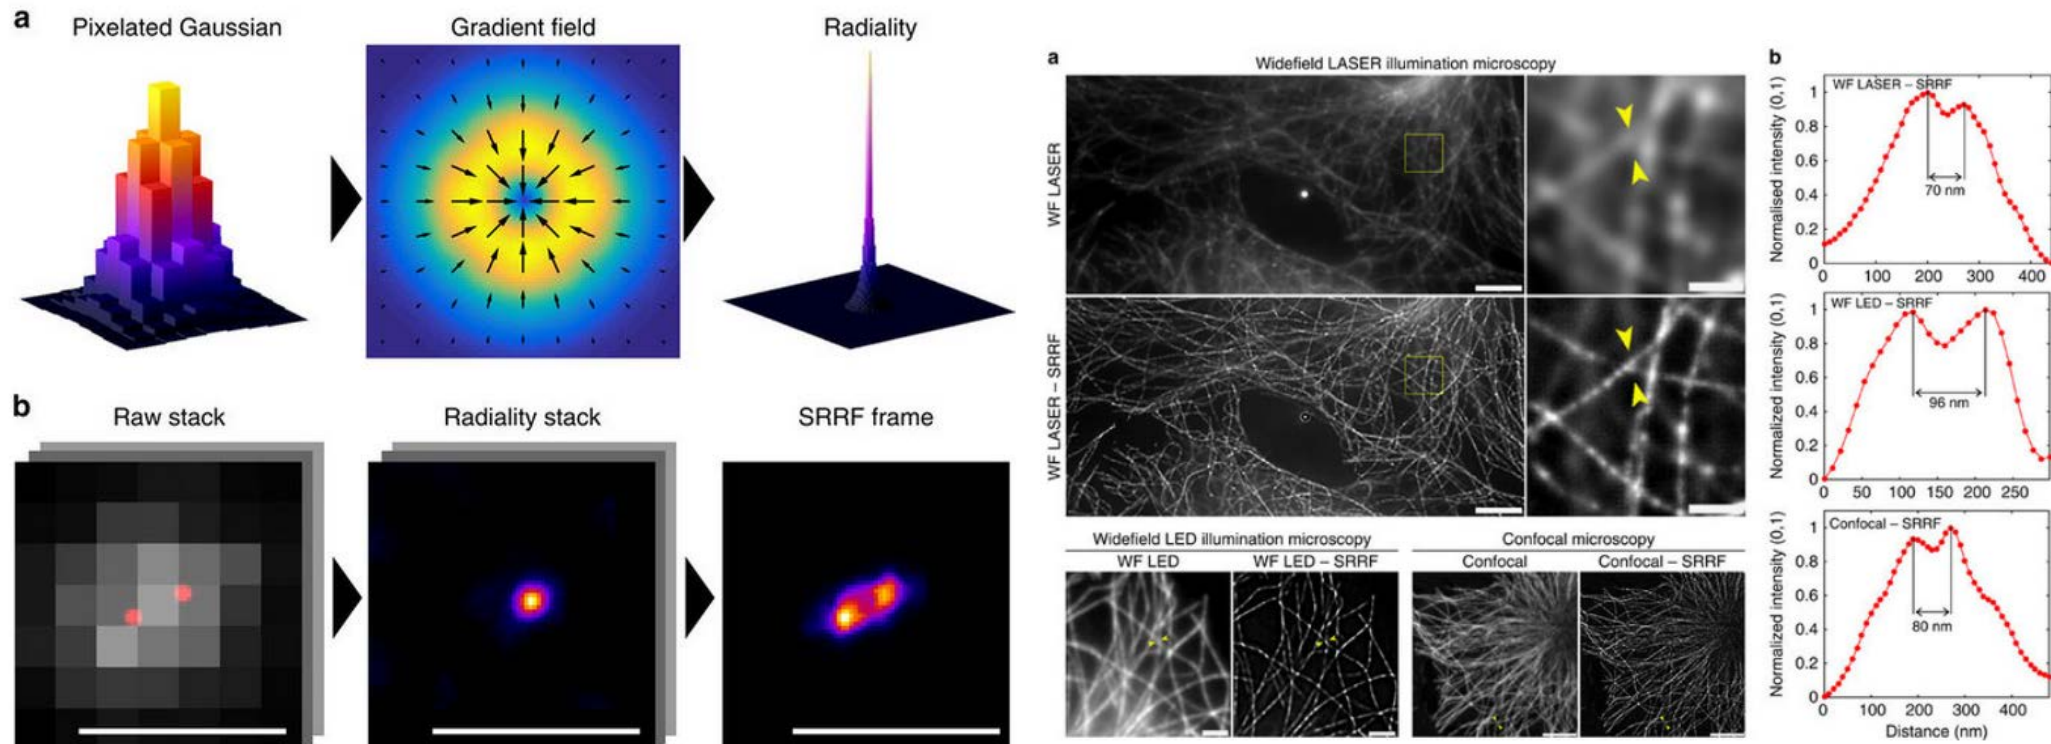 a
Pixelated Gaussian
Gradient field
Radiality
b
Raw stack
Radiality stack
SRRF frame
a
Widefield LASER illumination microscopy
WF LASER
WF LASER – SRRF
Widefield LED illumination microscopy
WF LED
WF LED – SRRF
Confocal microscopy
Confocal
Confocal – SRRF
b
WF LASER – SRRF
Normalised intensity (0,1)
1
0.8
0.6
0.4
0.2
0
70 nm
0 100 200 300 400
WF LED – SRRF
Normalized intensity (0,1)
1
0.8
0.6
0.4
0.2
0
96 nm
0 50 100 150 200 250
Confocal – SRRF
Normalized intensity (0,1)
1
0.8
0.6
0.4
0.2
0
80 nm
0 100 200 300 400
Distance (nm)